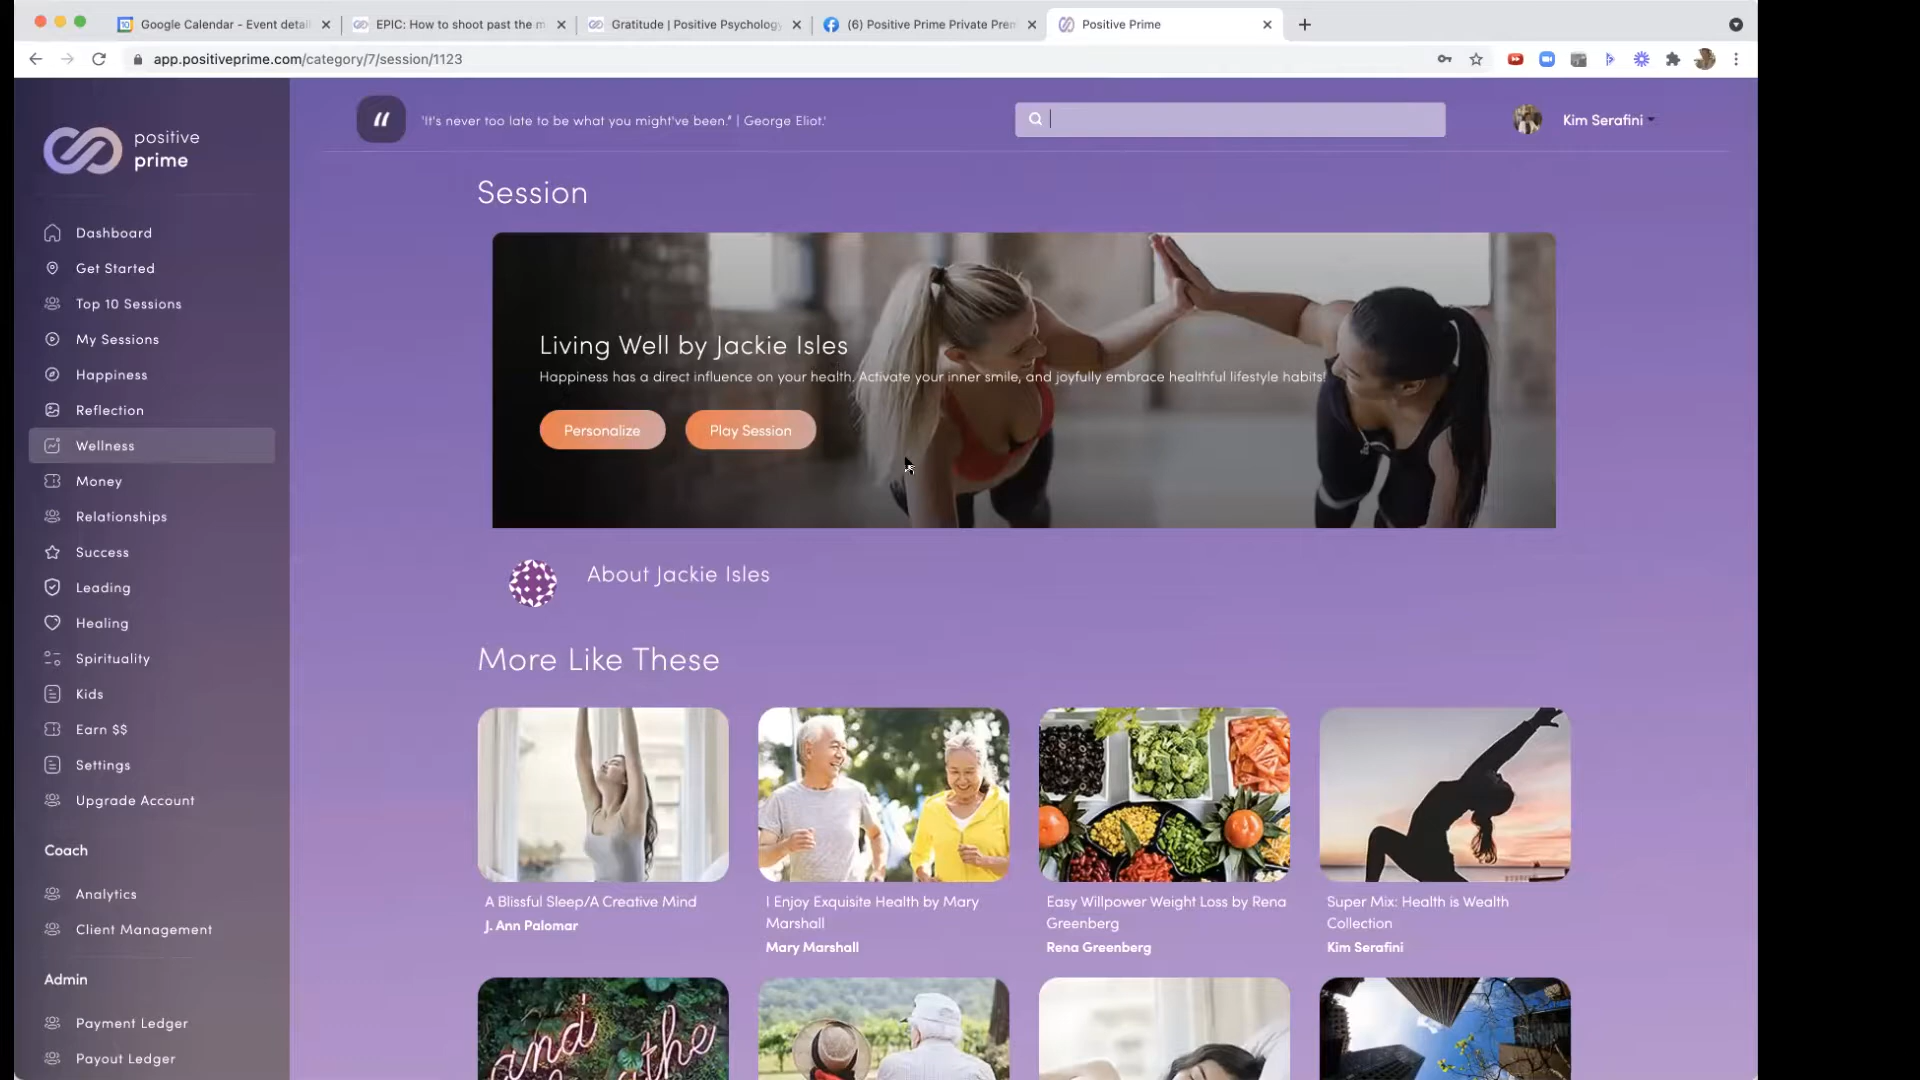 Google Calendar - Event detail
EPIC: How to shoot past the m
Gratitude | Positive Psychology
(6) Positive Prime Private Prem
Positive Prime
app.positiveprime.com/category/7/session/1123
positive
prime
'It's never too late to be what you might've been." | George Eliot.'
Kim Serafini
Dashboard
Get Started
Top 10 Sessions
My Sessions
Happiness
Reflection
Wellness
Money
Relationships
Success
Leading
Healing
Spirituality
Kids
Earn $$
Settings
Upgrade Account
Coach
Analytics
Client Management
Admin
Payment Ledger
Payout Ledger
Session
Living Well by Jackie Isles
Happiness has a direct influence on your health. Activate your inner smile, and joyfully embrace healthful lifestyle habits!
Personalize
Play Session
About Jackie Isles
More Like These
A Blissful Sleep/A Creative Mind
J. Ann Palomar
I Enjoy Exquisite Health by Mary
Marshall
Mary Marshall
Easy Willpower Weight Loss by Rena
Greenberg
Rena Greenberg
Super Mix: Health is Wealth
Collection
Kim Serafini
and
the